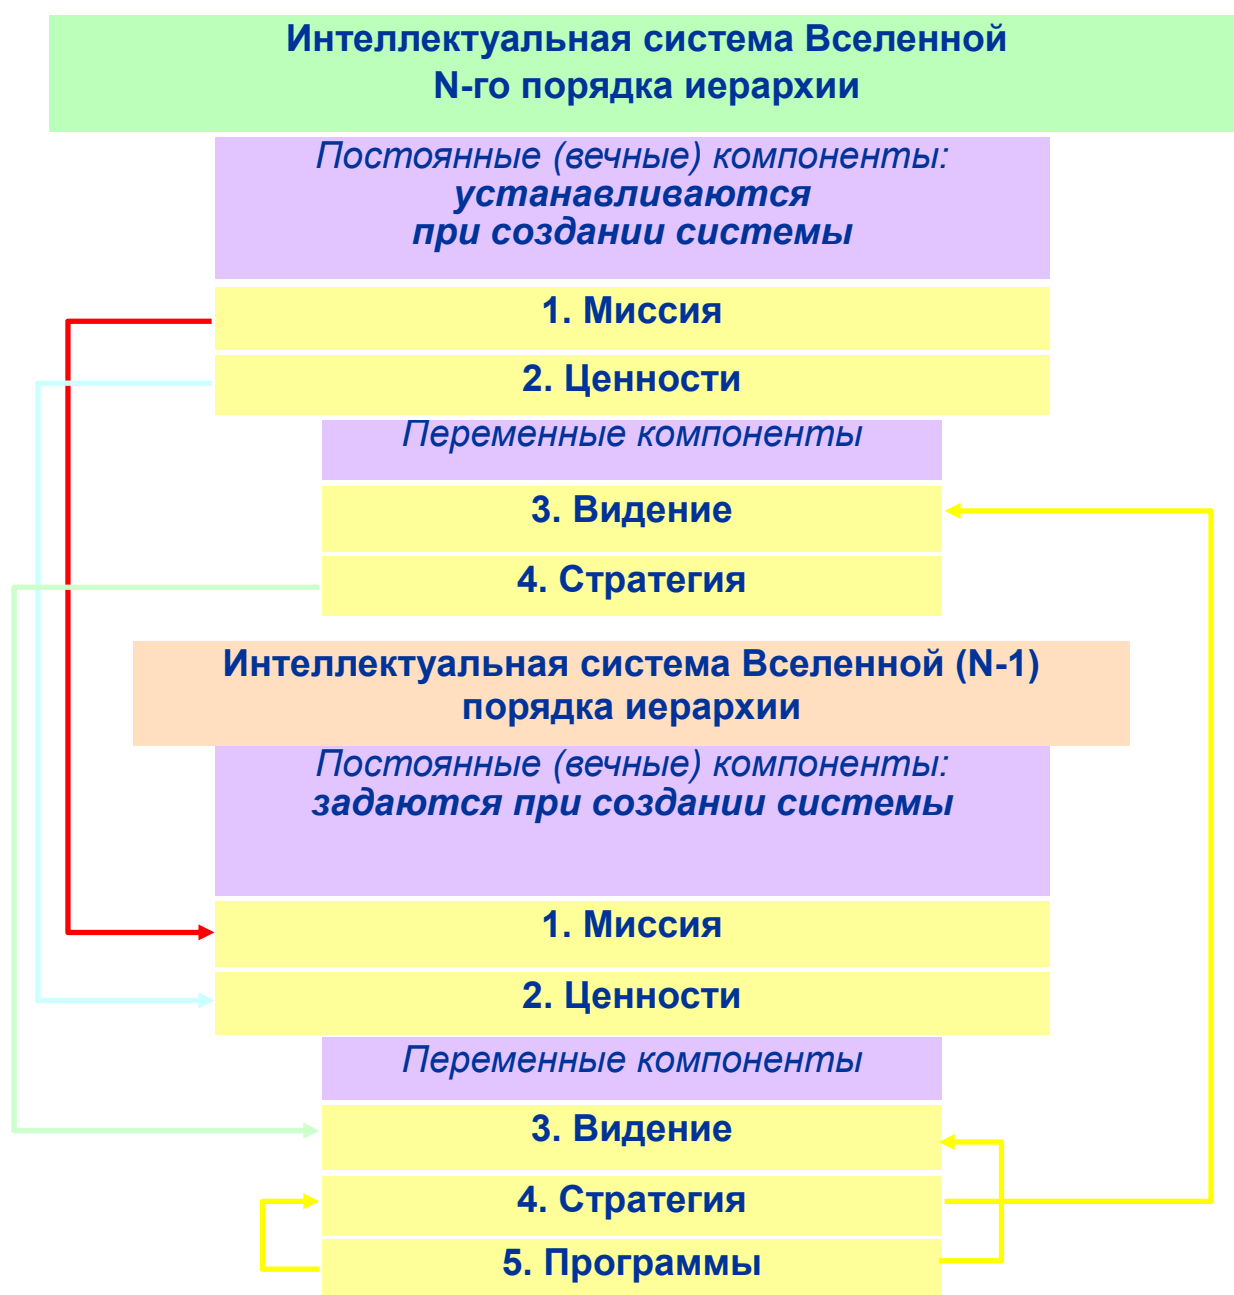 Интеллектуальная система Вселенной
N-го порядка иерархии
Постоянные (вечные) компоненты:
устанавливаются
при создании системы
1. Миссия
2. Ценности
Переменные компоненты
3. Видение
4. Стратегия
Интеллектуальная система Вселенной (N-1)
порядка иерархии
Постоянные (вечные) компоненты:
задаются при создании системы
1. Миссия
2. Ценности
Переменные компоненты
3. Видение
4. Стратегия
5. Программы